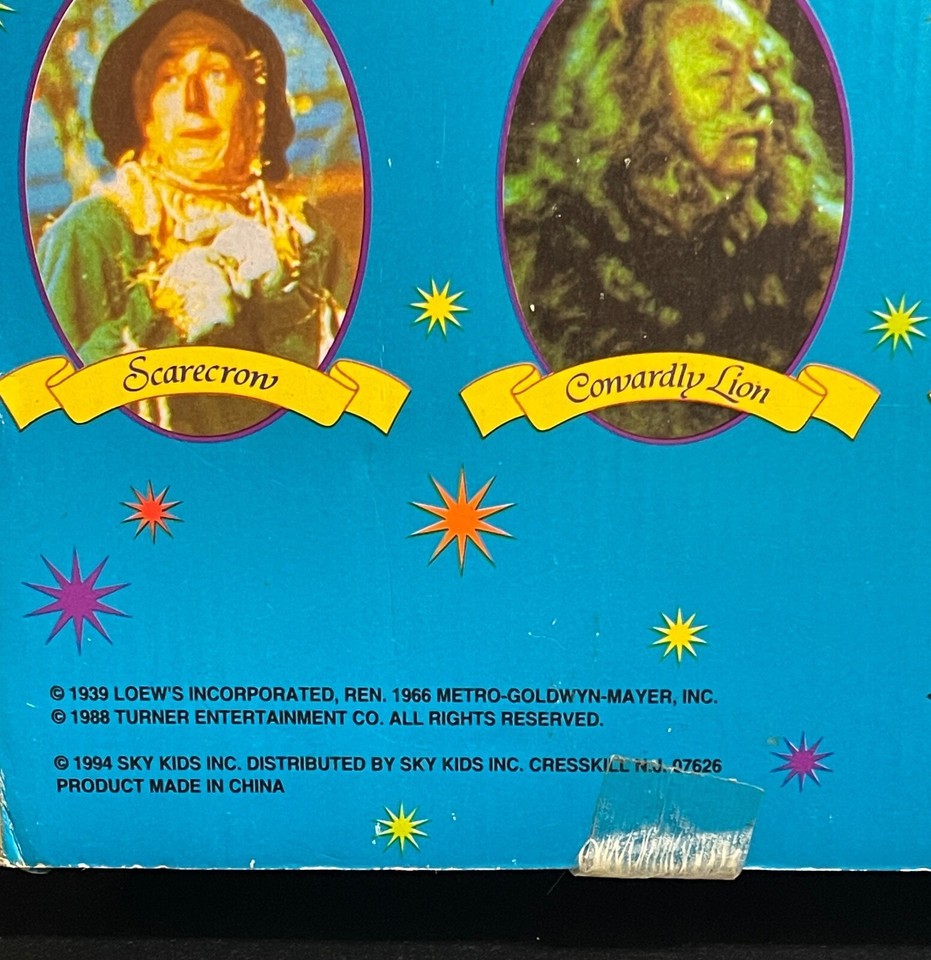 Scarecrow
Cowardly Lion
© 1939 LOEW'S INCORPORATED, REN. 1966 METRO-GOLDWYN-MAYER, INC.
© 1988 TURNER ENTERTAINMENT CO. ALL RIGHTS RESERVED.
© 1994 SKY KIDS INC. DISTRIBUTED BY SKY KIDS INC. CRESSKILL N.J. 07626
PRODUCT MADE IN CHINA